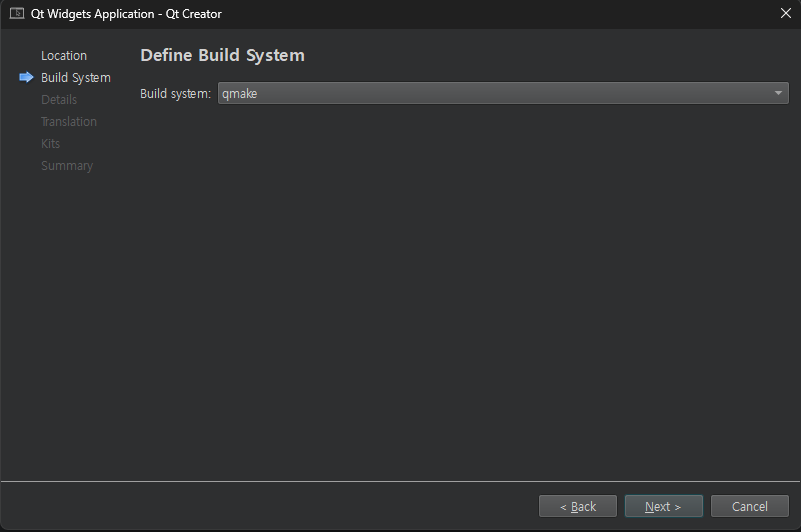 Qt Widgets Application - Qt Creator
Location
Build System
Details
Translation
Kits
Summary
Define Build System
Build system: qmake
< Back Next > Cancel